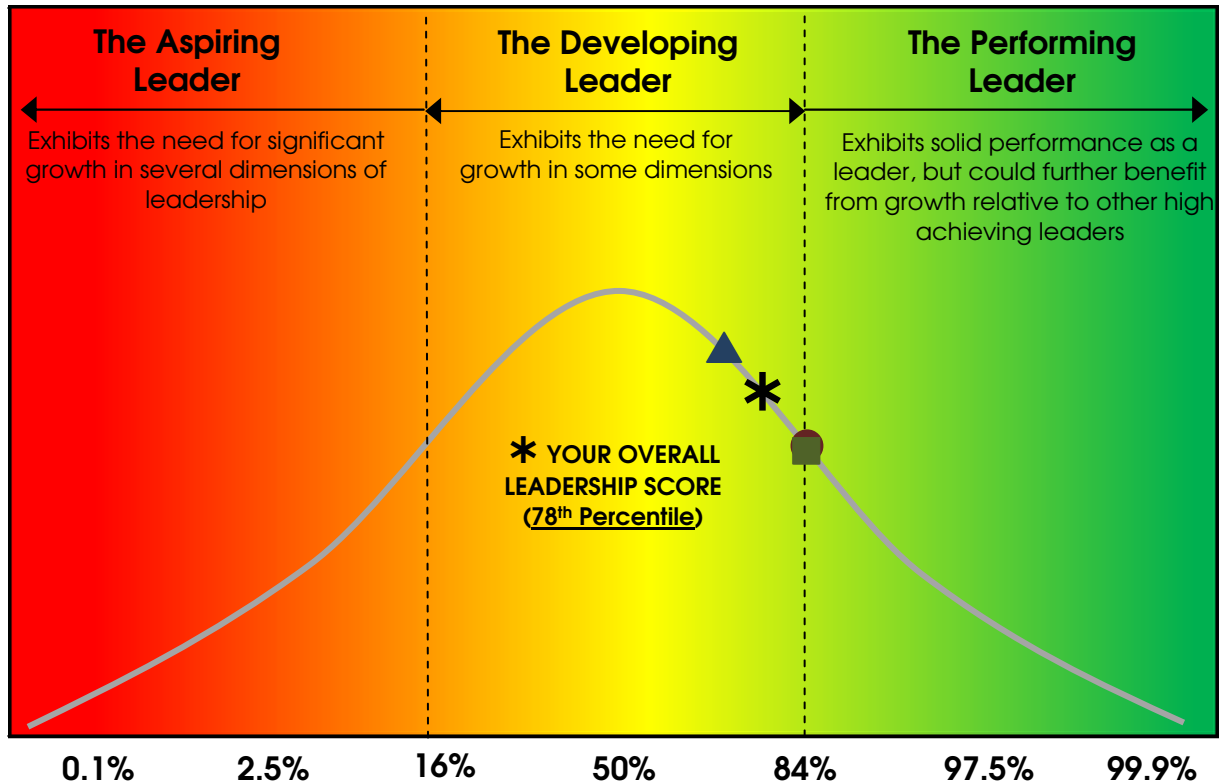 The Aspiring
Leader
Exhibits the need for significant
growth in several dimensions of
leadership
The Developing
Leader
Exhibits the need for
growth in some dimensions
The Performing
Leader
Exhibits solid performance as a
leader, but could further benefit
from growth relative to other high
achieving leaders
* YOUR OVERALL
LEADERSHIP SCORE
(78th Percentile)
0.1% 2.5% 16% 50% 84% 97.5% 99.9%